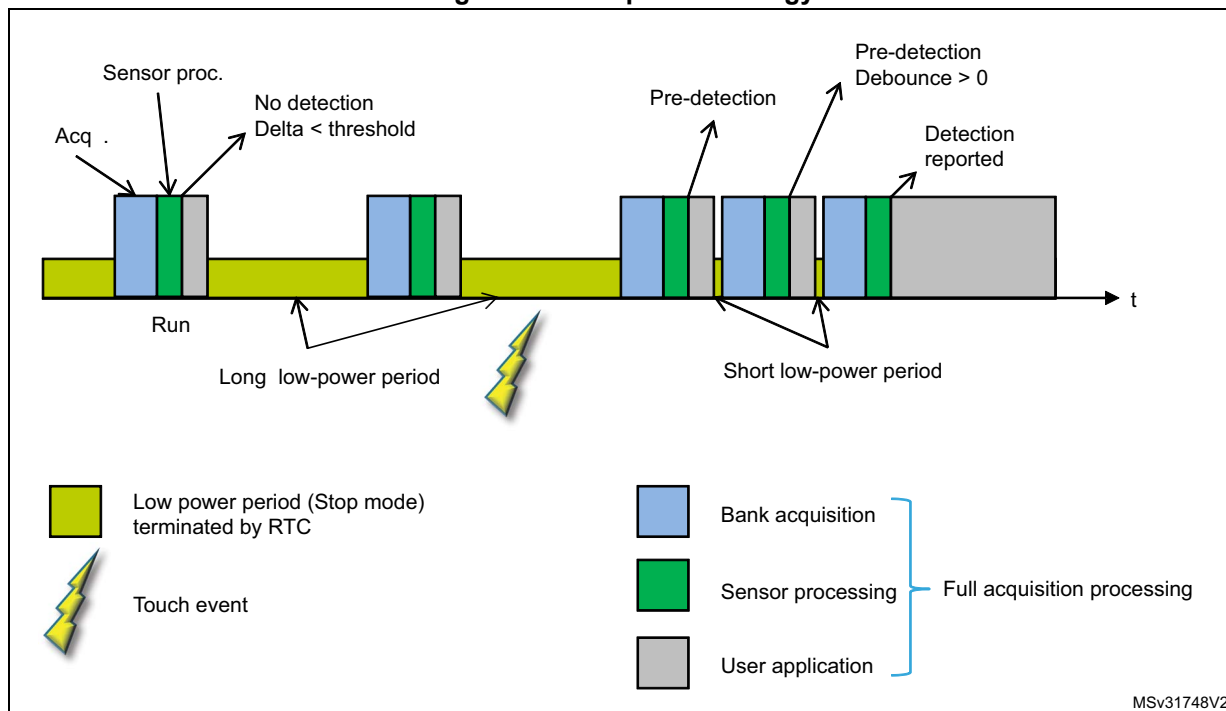 Sensor proc.
Acq .
No detection
Delta < threshold
Pre-detection
Pre-detection
Debounce > 0
Detection
reported
t
Run
Long low-power period
Short low-power period
Low power period (Stop mode)
terminated by RTC
Touch event
Bank acquisition
Sensor processing
User application
Full acquisition processing
MSv31748V2